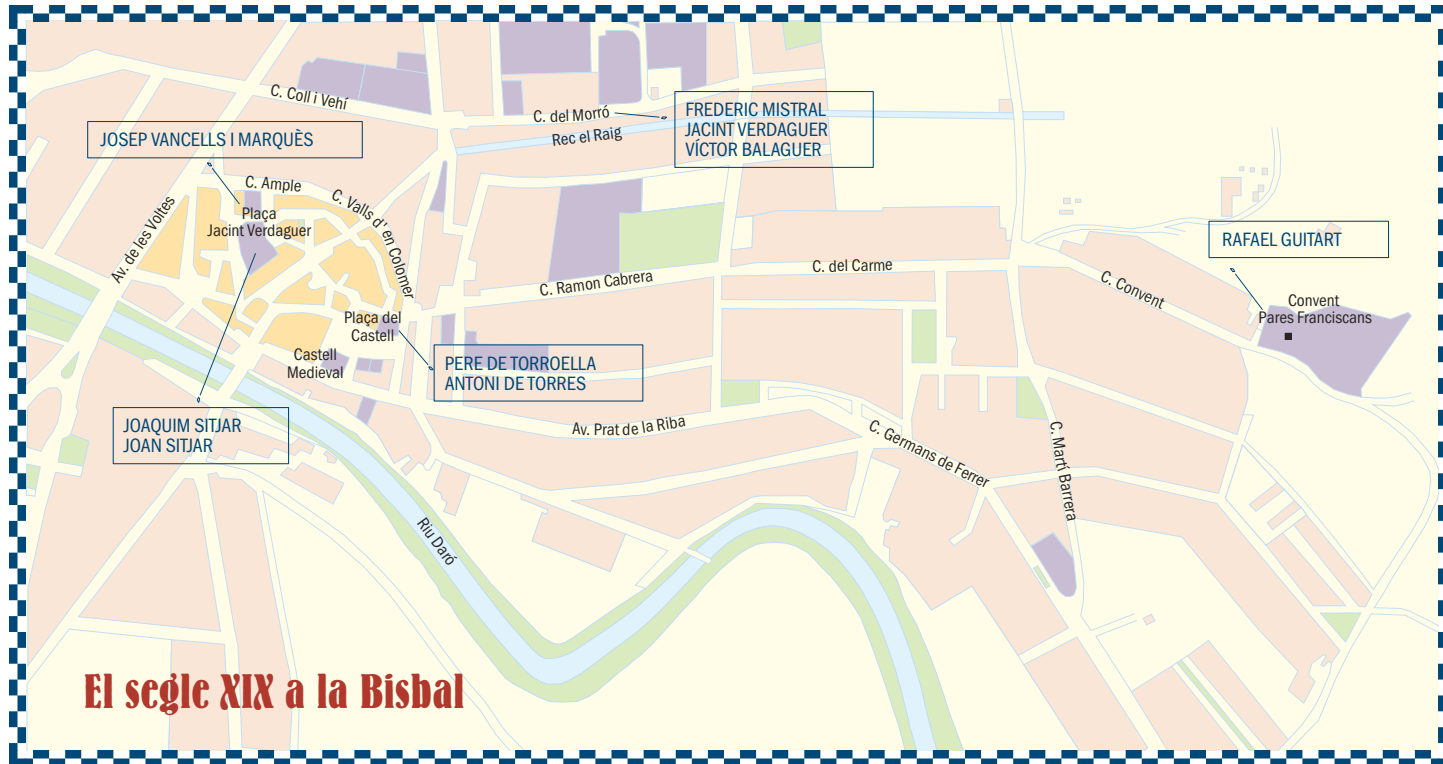 C. Coll i Vehí
C. del Morró
Rec el Raig
FREDERIC MISTRAL
JACINT VERDAGUER
VÍCTOR BALAGUER
JOSEP VANCELLS I MARQUÈS
C. Ample
C. Valls d' en Colomer
Plaça
Jacint Verdaguer
Av. de les Voltes
RAFAEL GUITART
C. del Carme
C. Ramon Cabrera
C. Convent
Convent
Pares Franciscans
Plaça del
Castell
Castell
Medieval
PERE DE TORROELLA
ANTONI DE TORRES
JOAQUIM SITJAR
JOAN SITJAR
Av. Prat de la Riba
C. Germans de Ferrer
C. Martí Barrera
Riu Daró
El segle XIX a la Bisbal